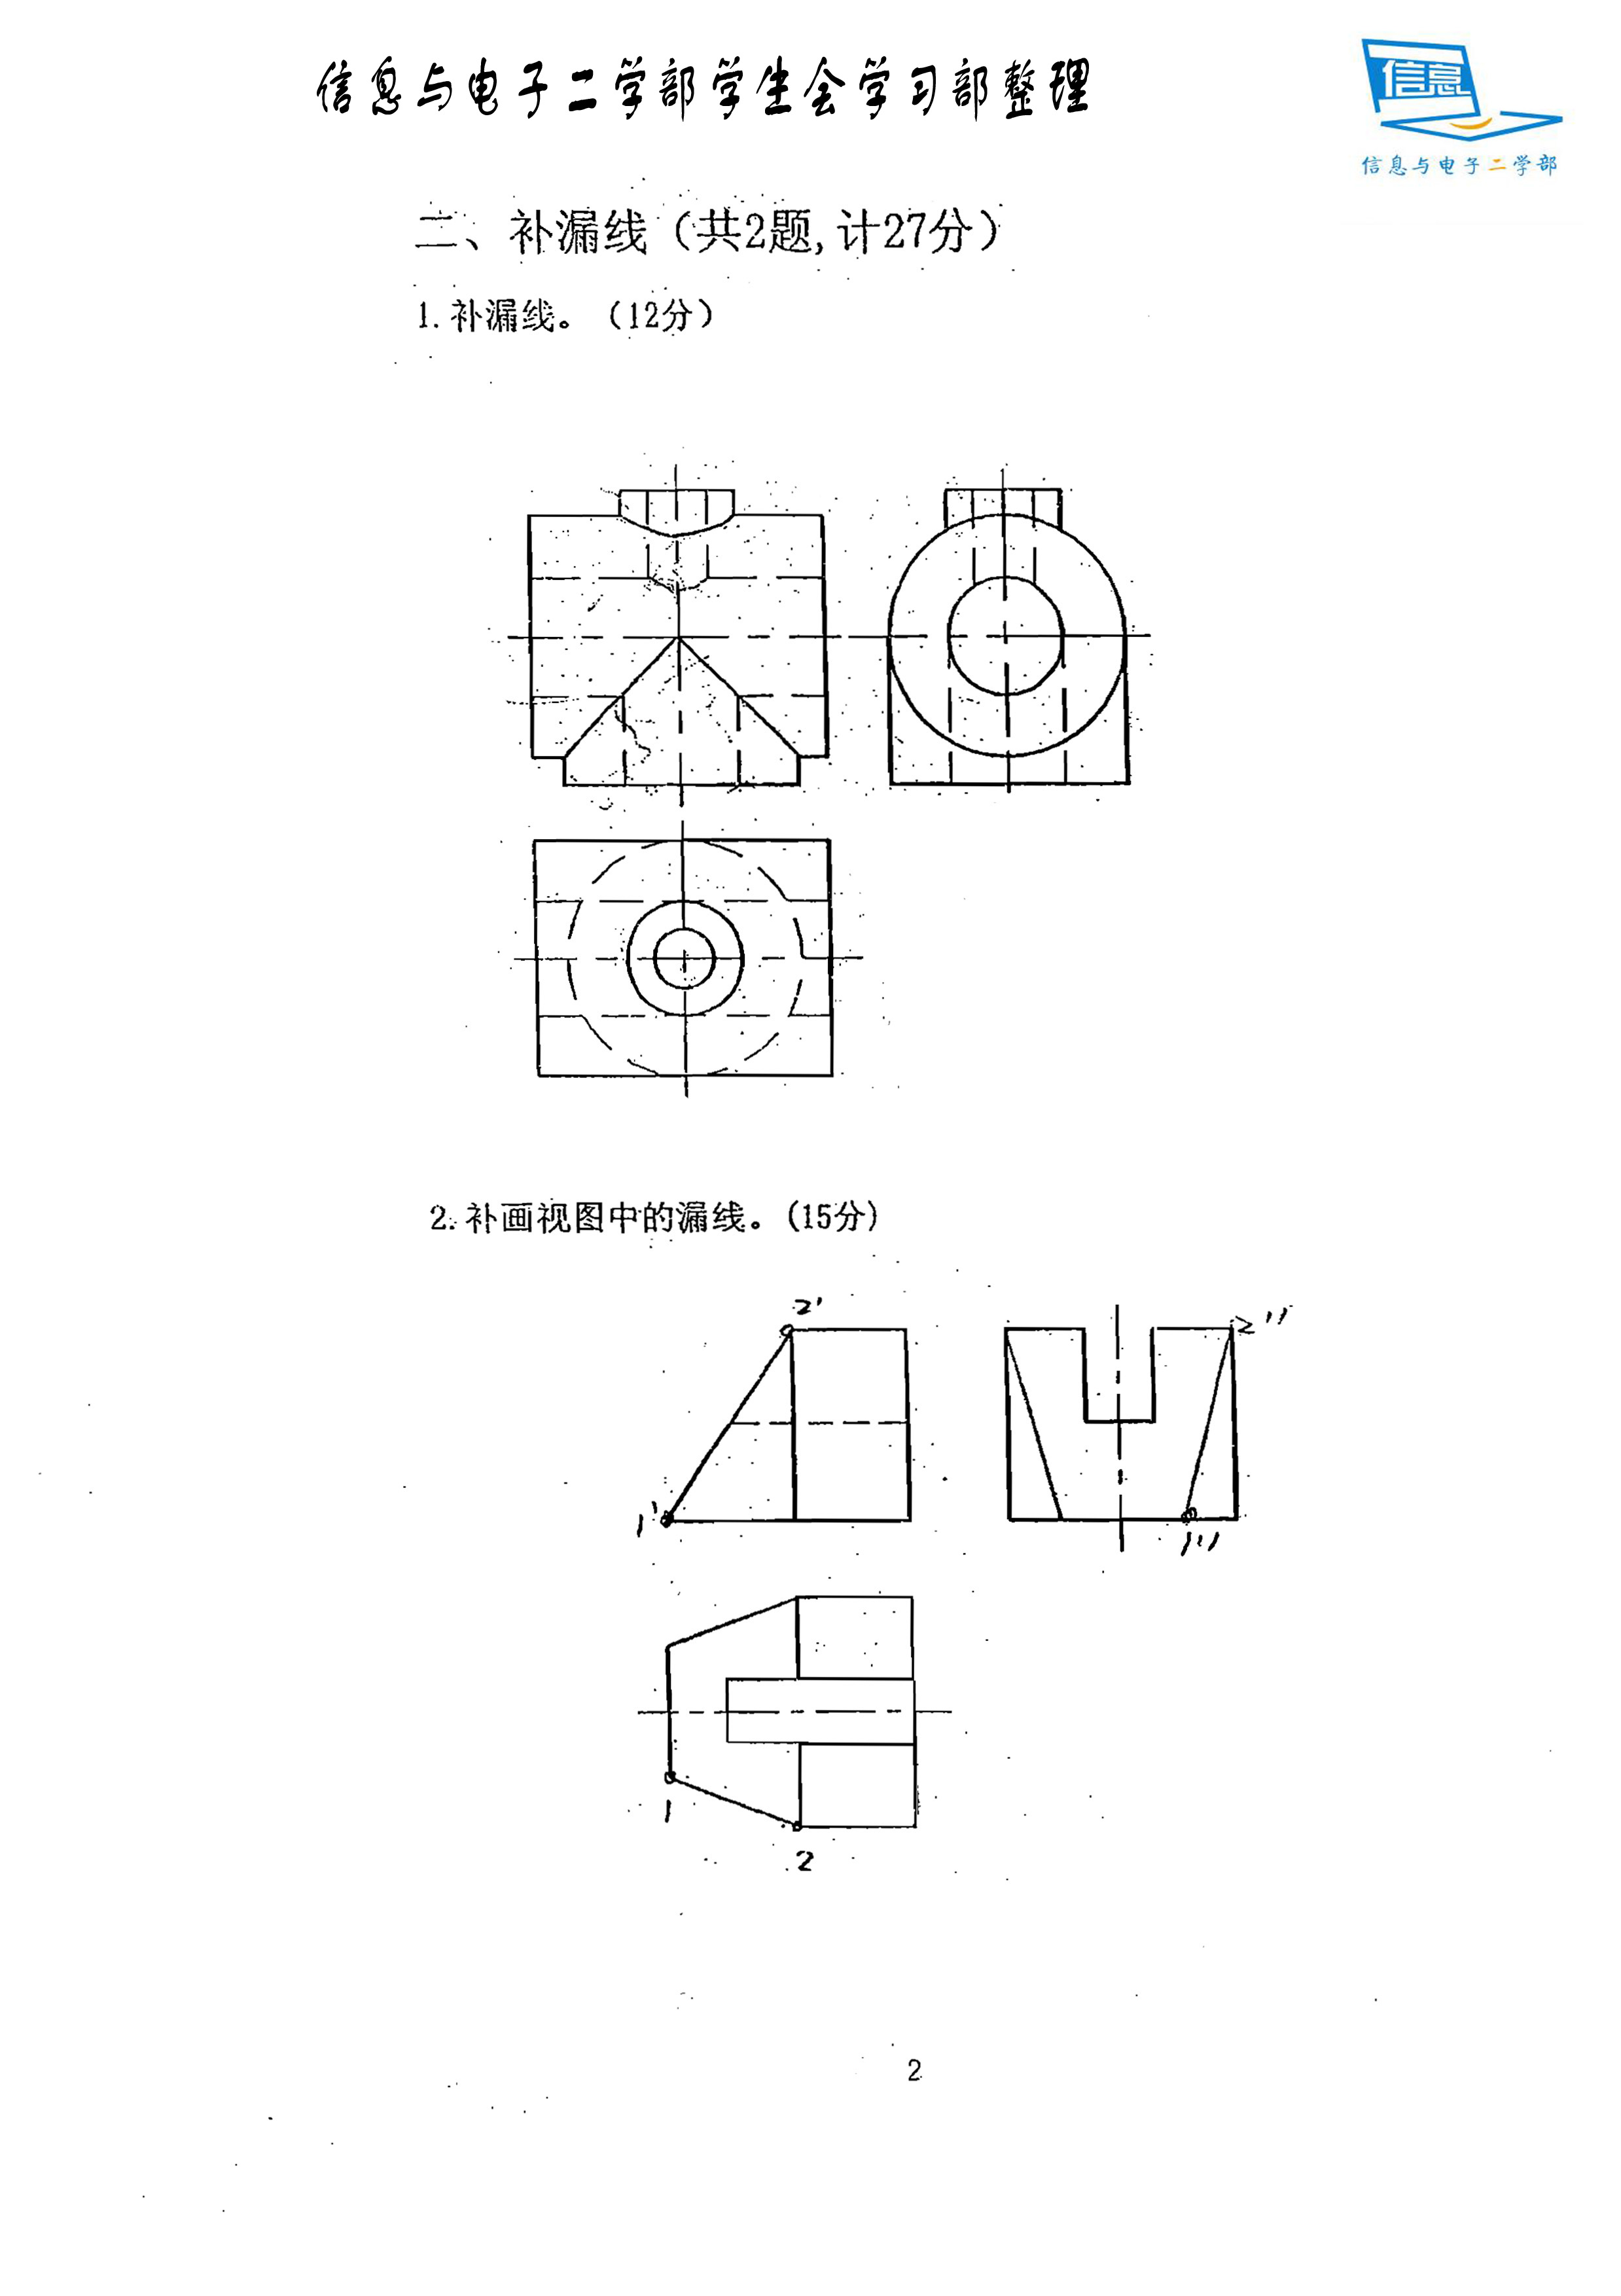 信息与电子二学部学生会学习部整理
信息
信息与电子二学部
二、补漏线（共2题,计27分）
1.补漏线。（12分）
2.补画视图中的漏线。(15分)
2'
2''
1'
1''
1
2
2